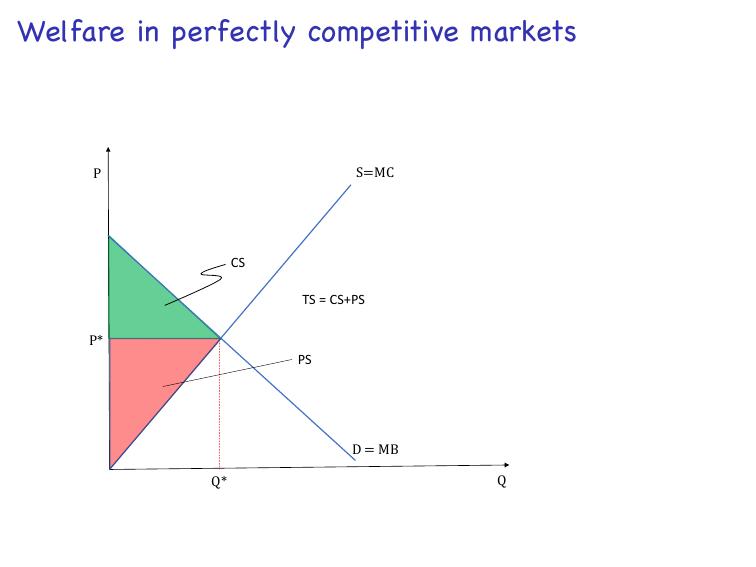 Welfare in perfectly competitive markets
P
S=MC
CS
TS = CS+PS
P*
PS
D = MB
Q*
Q